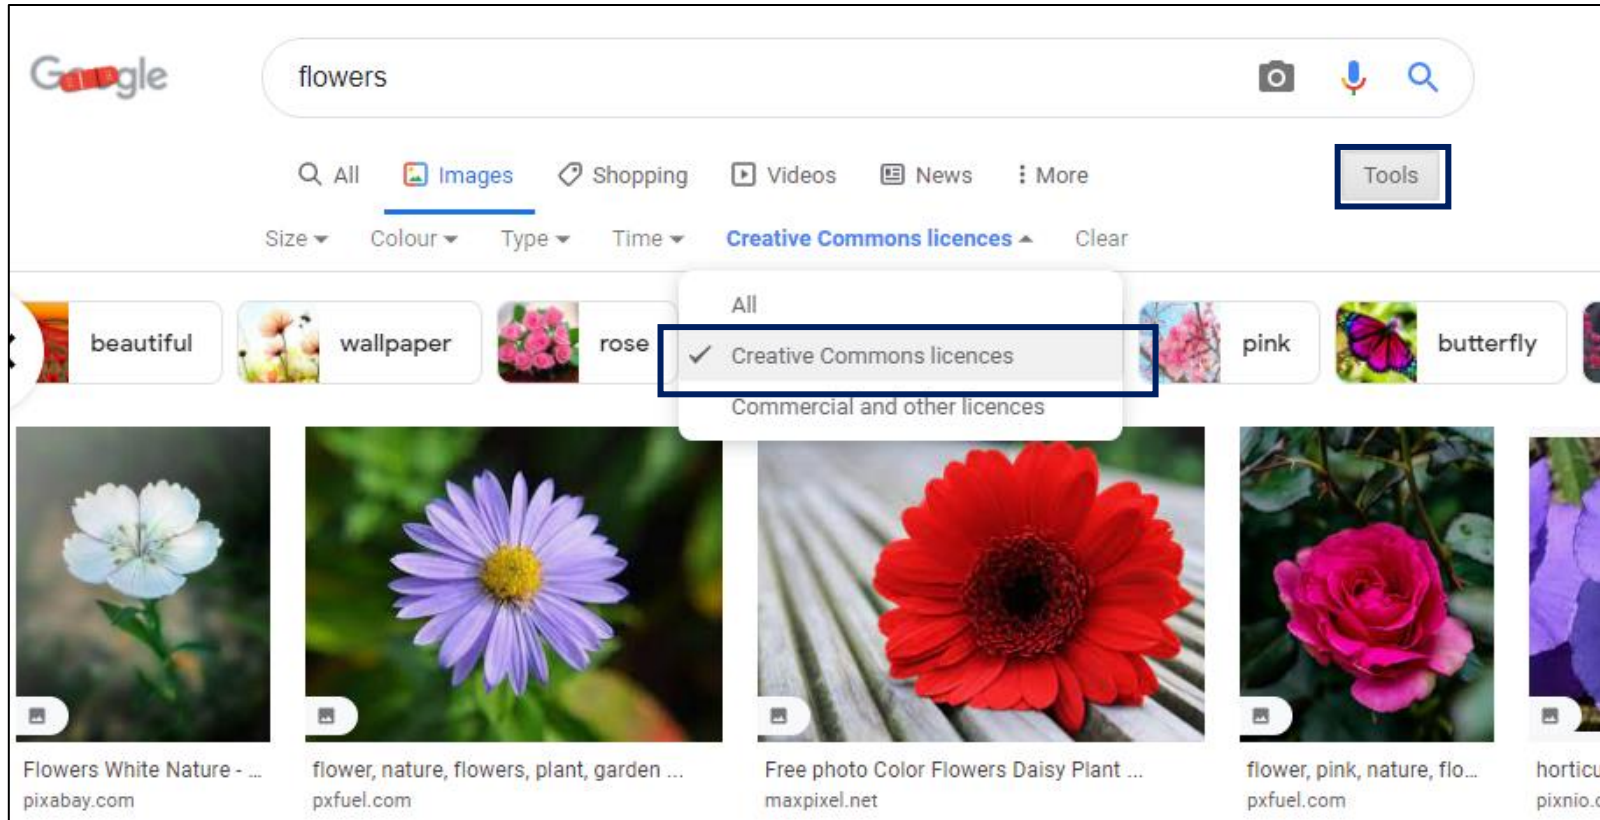 Google
flowers
All Images Shopping Videos News More Tools
Size Colour Type Time Creative Commons licences Clear
All
Creative Commons licences
Commercial and other licences
beautiful wallpaper rose pink butterfly
Flowers White Nature - ...
pixabay.com
flower, nature, flowers, plant, garden ...
pxfuel.com
Free photo Color Flowers Daisy Plant ...
maxpixel.net
flower, pink, nature, flo...
pxfuel.com
horticu
pixnio.c